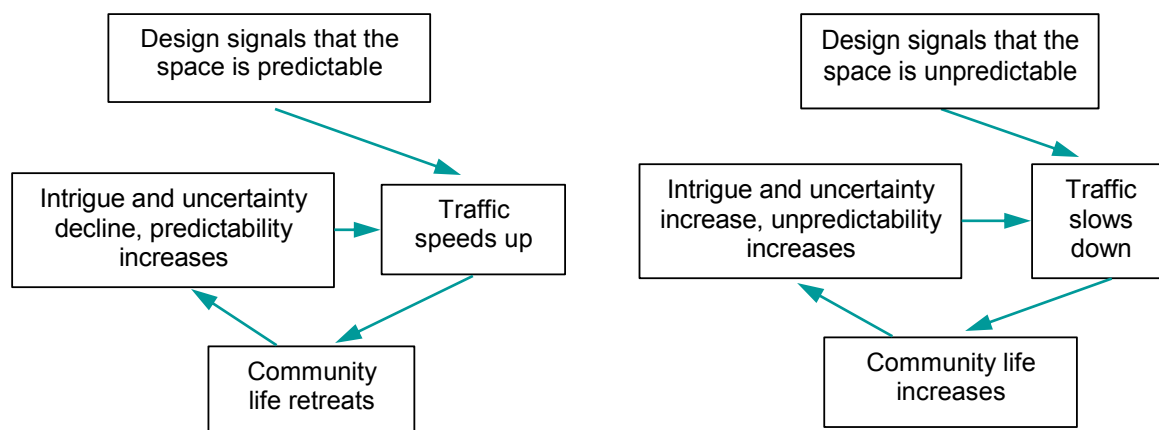 Design signals that the
space is predictable
Intrigue and uncertainty
decline, predictability
increases
Traffic
speeds up
Community
life retreats
Design signals that the
space is unpredictable
Intrigue and uncertainty
increase, unpredictability
increases
Traffic
slows
down
Community life
increases